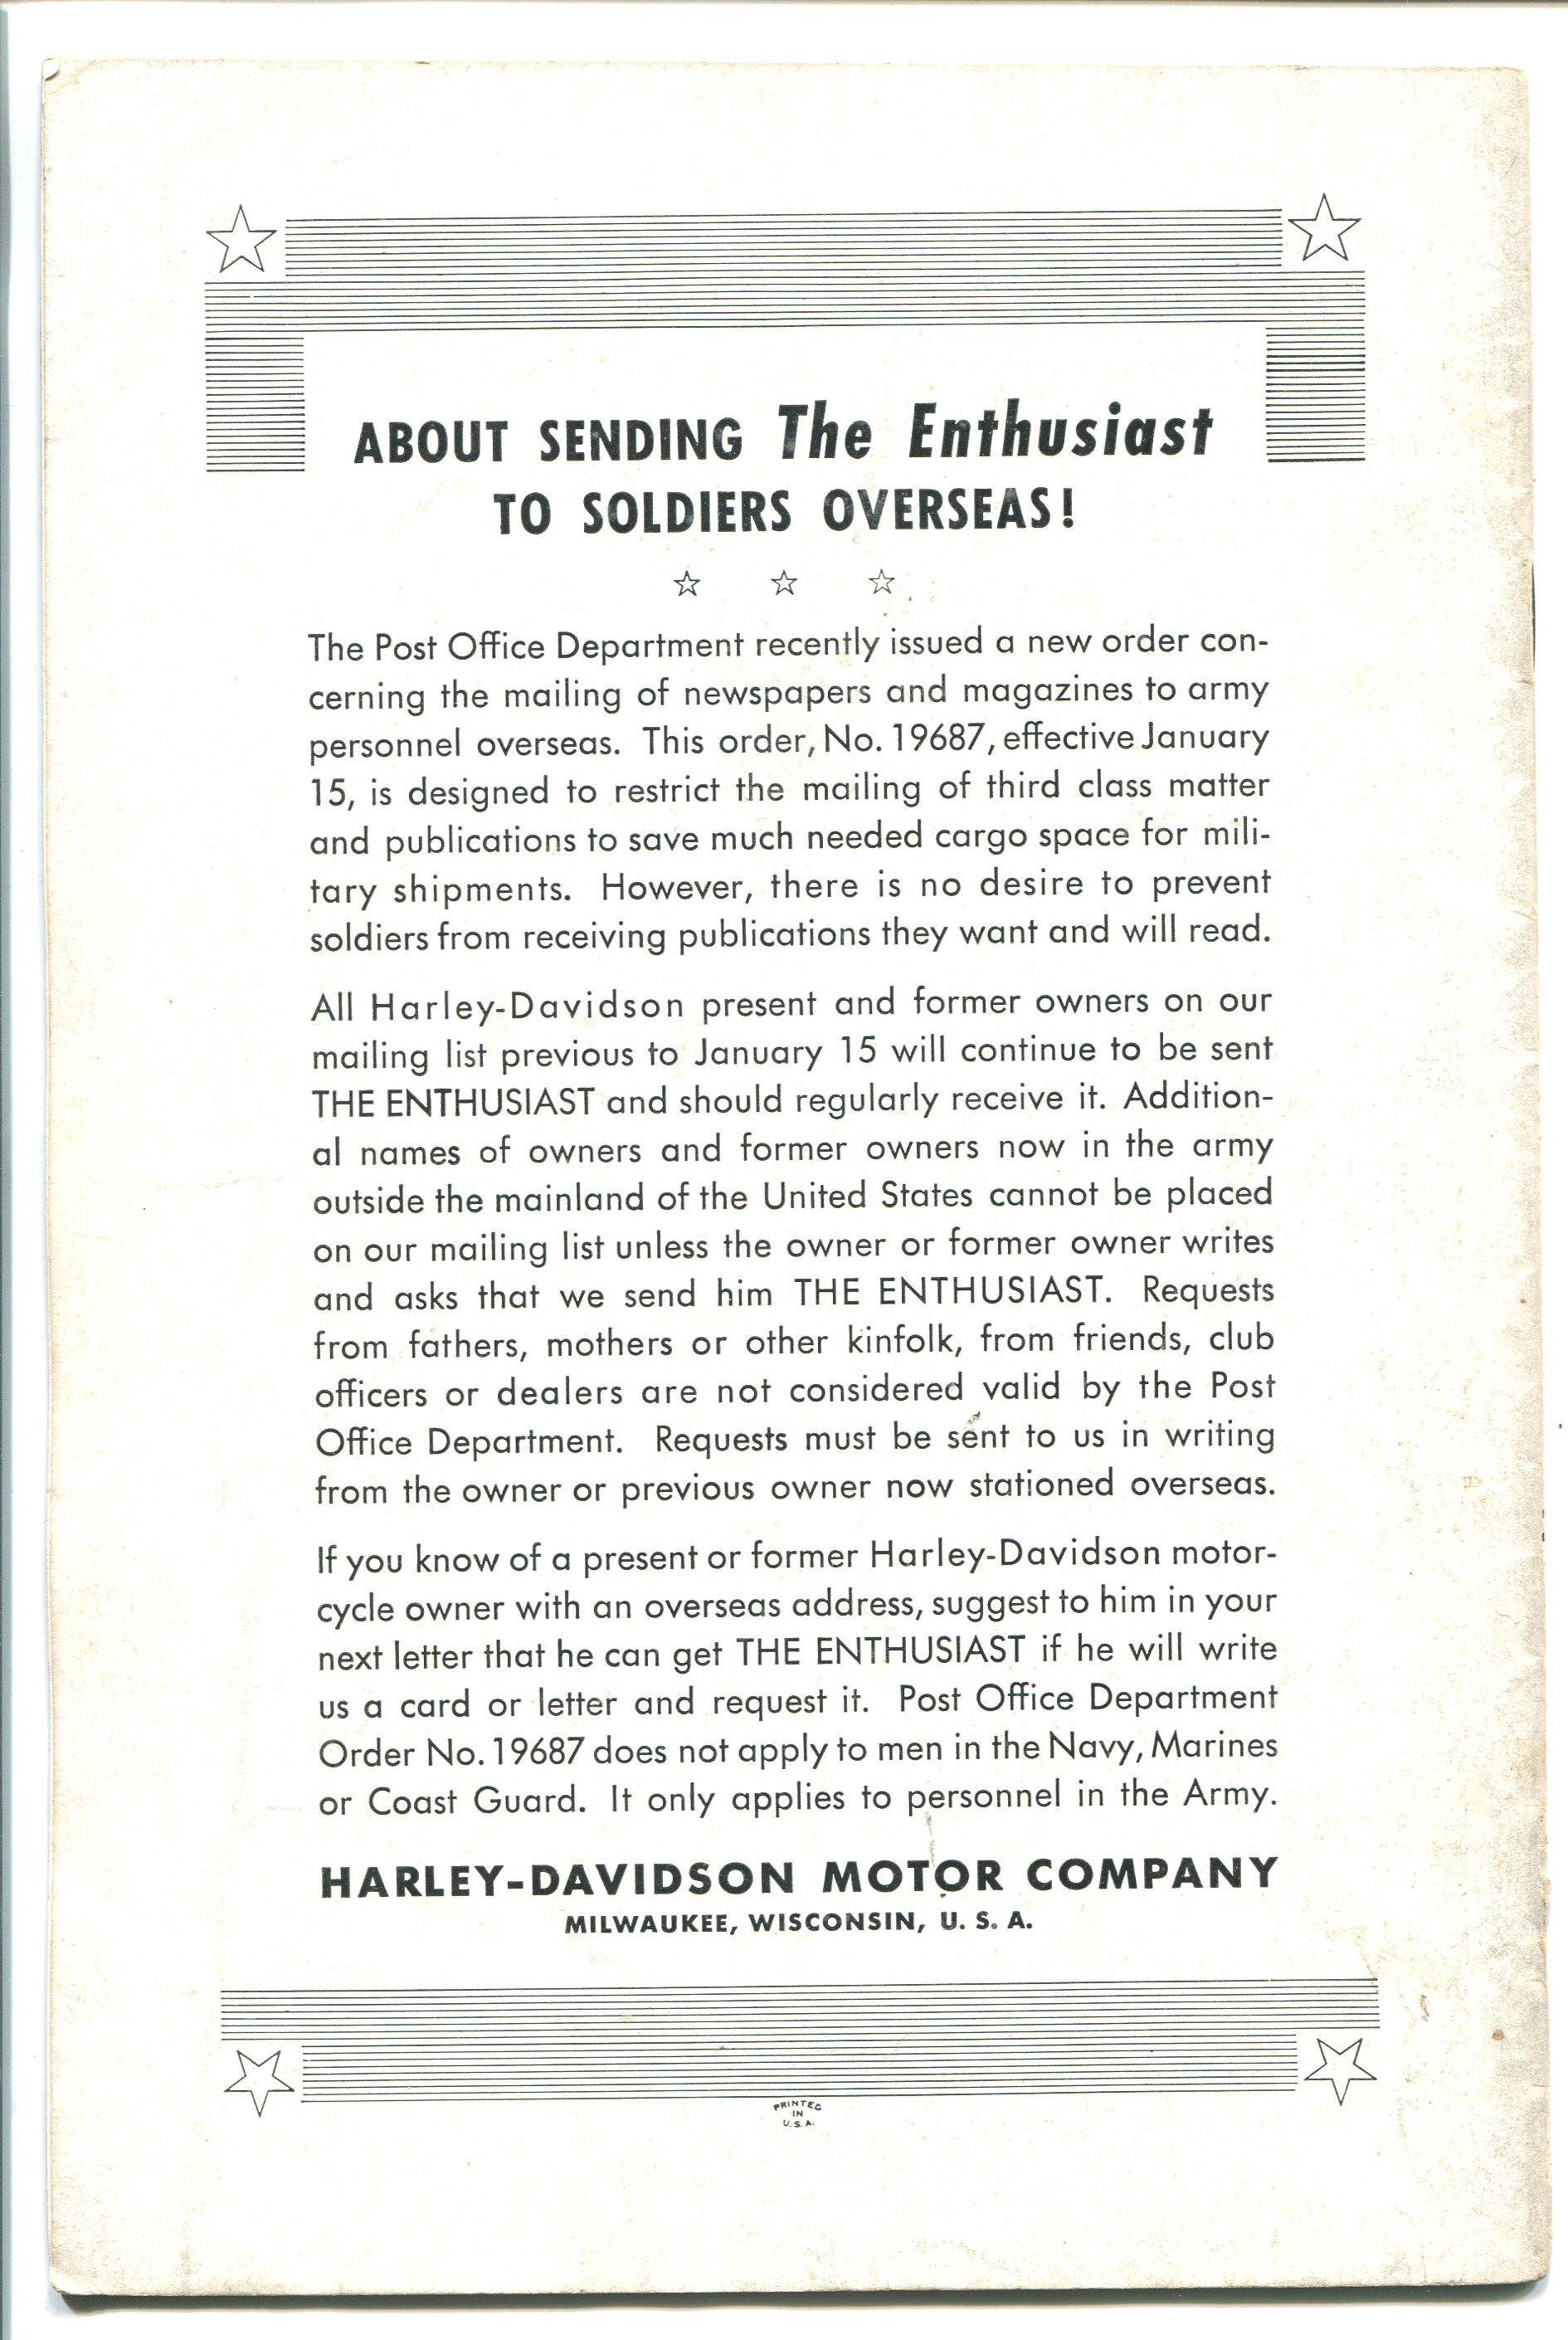 ABOUT SENDING The Enthusiast
TO SOLDIERS OVERSEAS!
The Post Office Department recently issued a new order con-
cerning the mailing of newspapers and magazines to army
personnel overseas. This order, No. 19687, effective January
15, is designed to restrict the mailing of third class matter
and publications to save much needed cargo space for mili-
tary shipments. However, there is no desire to prevent
soldiers from receiving publications they want and will read.
All Harley-Davidson present and former owners on our
mailing list previous to January 15 will continue to be sent
THE ENTHUSIAST and should regularly receive it. Addition-
al names of owners and former owners now in the army
outside the mainland of the United States cannot be placed
on our mailing list unless the owner or former owner writes
and asks that we send him THE ENTHUSIAST. Requests
from fathers, mothers or other kinfolk, from friends, club
officers or dealers are not considered valid by the Post
Office Department. Requests must be sent to us in writing
from the owner or previous owner now stationed overseas.
If you know of a present or former Harley-Davidson motor-
cycle owner with an overseas address, suggest to him in your
next letter that he can get THE ENTHUSIAST if he will write
us a card or letter and request it. Post Office Department
Order No. 19687 does not apply to men in the Navy, Marines
or Coast Guard. It only applies to personnel in the Army.
HARLEY-DAVIDSON MOTOR COMPANY
MILWAUKEE, WISCONSIN, U. S. A.
PRINTED
IN
U.S.A.